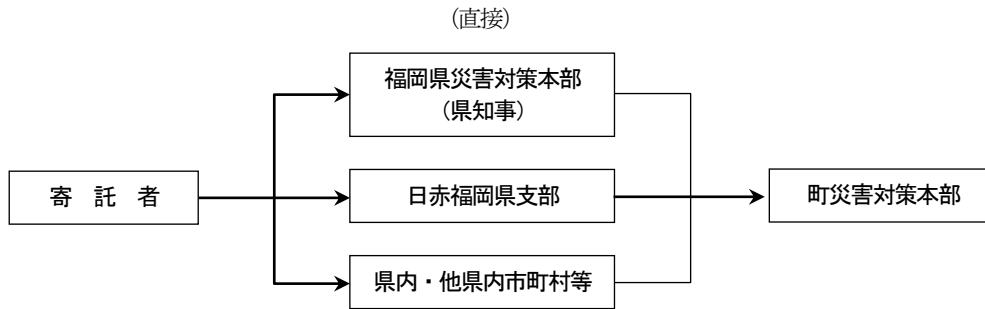 (直接)
福岡県災害対策本部
(県知事)
寄 託 者
日赤福岡県支部
町災害対策本部
県内・他県内市町村等